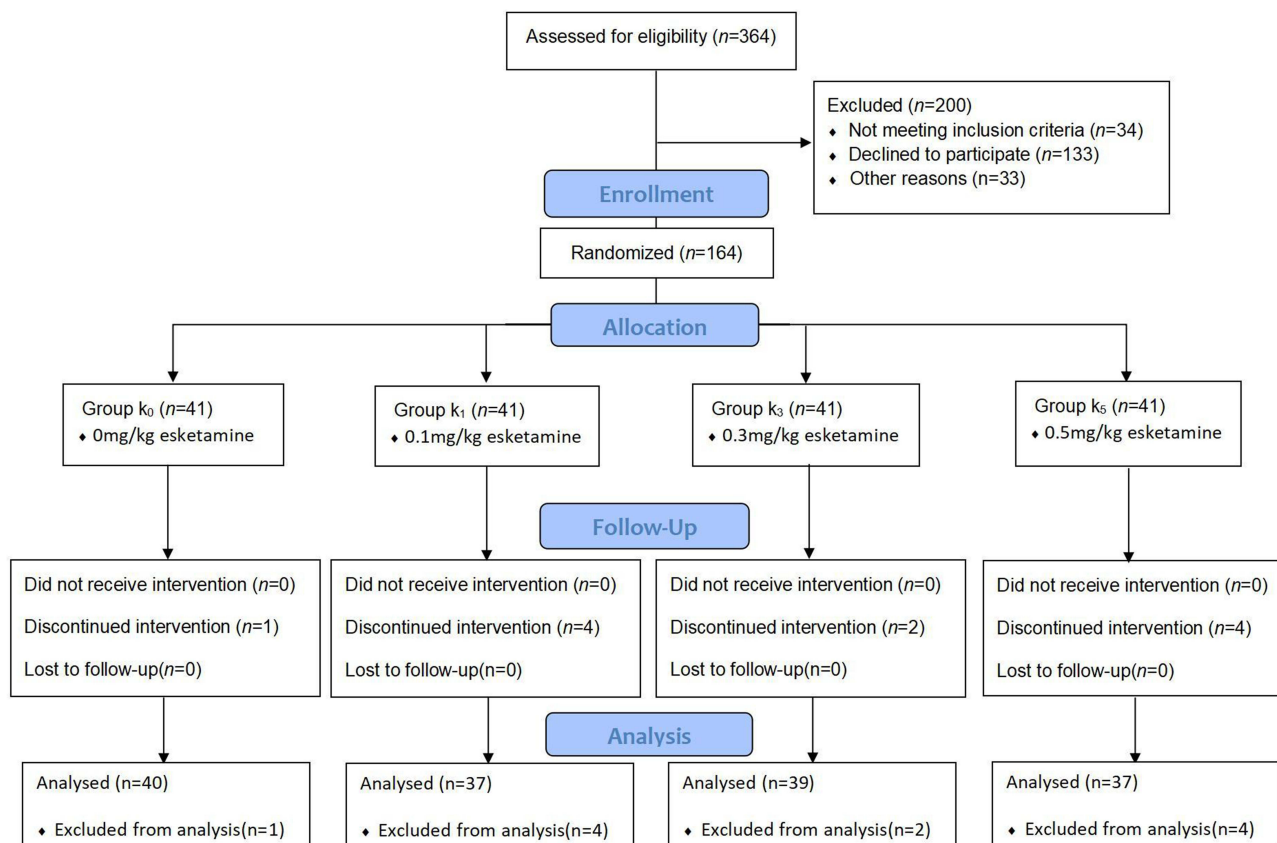 Assessed for eligibility (n=364)
Excluded (n=200)
♦ Not meeting inclusion criteria (n=34)
♦ Declined to participate (n=133)
♦ Other reasons (n=33)
Enrollment
Randomized (n=164)
Allocation
Group k₀ (n=41)
♦ 0mg/kg esketamine
Group k₁ (n=41)
♦ 0.1mg/kg esketamine
Group k₃ (n=41)
♦ 0.3mg/kg esketamine
Group k₅ (n=41)
♦ 0.5mg/kg esketamine
Follow-Up
Did not receive intervention (n=0)
Discontinued intervention (n=1)
Lost to follow-up(n=0)
Did not receive intervention (n=0)
Discontinued intervention (n=4)
Lost to follow-up(n=0)
Did not receive intervention (n=0)
Discontinued intervention (n=2)
Lost to follow-up(n=0)
Did not receive intervention (n=0)
Discontinued intervention (n=4)
Lost to follow-up (n=0)
Analysis
Analysed (n=40)
♦ Excluded from analysis(n=1)
Analysed (n=37)
♦ Excluded from analysis(n=4)
Analysed (n=39)
♦ Excluded from analysis(n=2)
Analysed (n=37)
♦ Excluded from analysis(n=4)